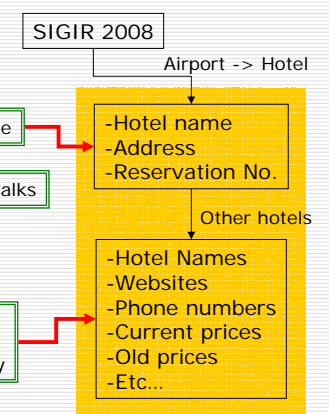 SIGIR 2008
Airport -> Hotel
-Hotel name
-Address
-Reservation No.
Other hotels
-Hotel Names
-Websites
-Phone numbers
-Current prices
-Old prices
-Etc...